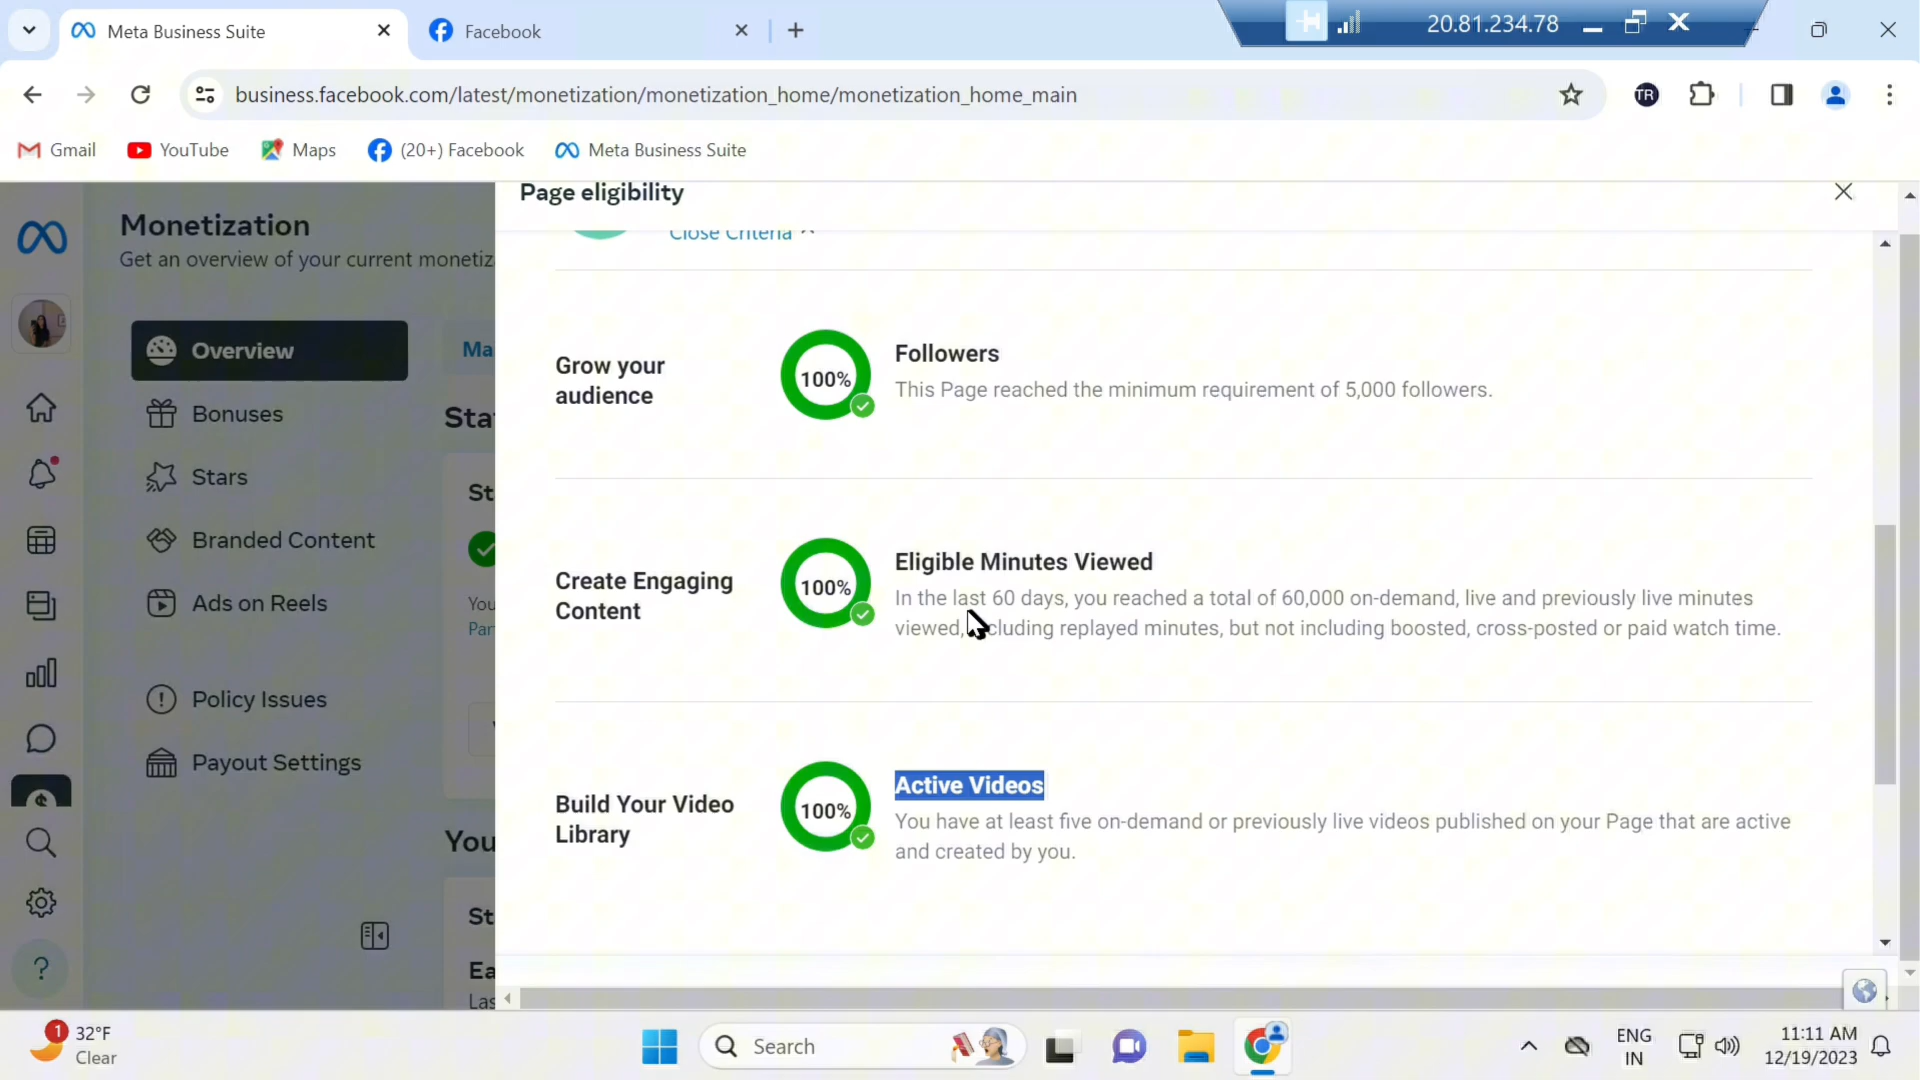 Meta Business Suite
Facebook
20.81.234.78
business.facebook.com/latest/monetization/monetization_home/monetization_home_main
TR
Gmail
YouTube
Maps
(20+) Facebook
Meta Business Suite
Monetization
Get an overview of your current monetiz
Overview
Bonuses
Stars
Branded Content
Ads on Reels
Policy Issues
Payout Settings
Ma
Sta
St
You
Par
You
St
Ea
Las
Page eligibility
Close Criteria
Grow your
audience
100%
Followers
This Page reached the minimum requirement of 5,000 followers.
Create Engaging
Content
100%
Eligible Minutes Viewed
In the last 60 days, you reached a total of 60,000 on-demand, live and previously live minutes
viewed, including replayed minutes, but not including boosted, cross-posted or paid watch time.
Build Your Video
Library
100%
Active Videos
You have at least five on-demand or previously live videos published on your Page that are active
and created by you.
1
32°F
Clear
Search
ENG
IN
11:11 AM
12/19/2023